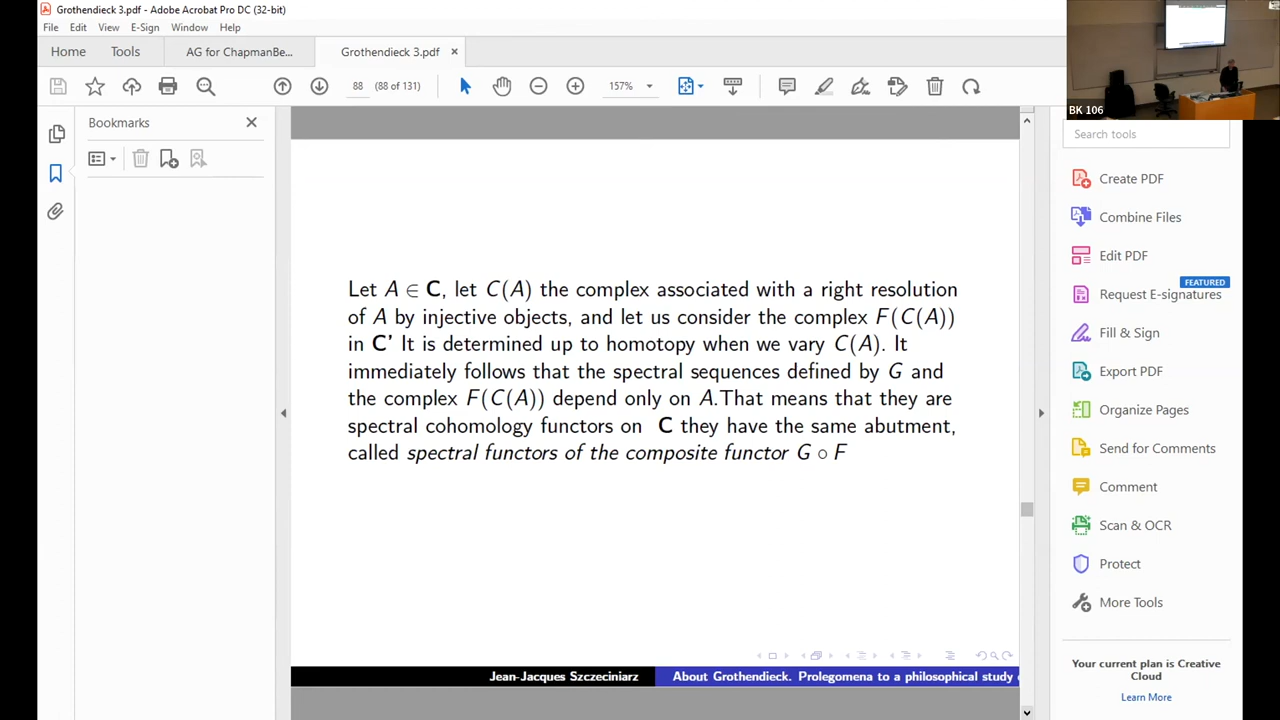 Grothendieck 3.pdf - Adobe Acrobat Pro DC (32-bit)
File Edit View E-Sign Window Help
Home Tools AG for ChapmanBe... Grothendieck 3.pdf ×
88 (88 of 131) 157%
BK 106
Bookmarks
Search tools
Create PDF
Combine Files
Edit PDF
FEATURED
Request E-signatures
Fill & Sign
Export PDF
Organize Pages
Send for Comments
Comment
Scan & OCR
Protect
More Tools
Your current plan is Creative
Cloud
Learn More
Let A ∈ C, let C(A) the complex associated with a right resolution
of A by injective objects, and let us consider the complex F(C(A))
in C' It is determined up to homotopy when we vary C(A). It
immediately follows that the spectral sequences defined by G and
the complex F(C(A)) depend only on A.That means that they are
spectral cohomology functors on C they have the same abutment,
called spectral functors of the composite functor G ∘ F
Jean-Jacques Szczeciniarz About Grothendieck. Prolegomena to a philosophical study